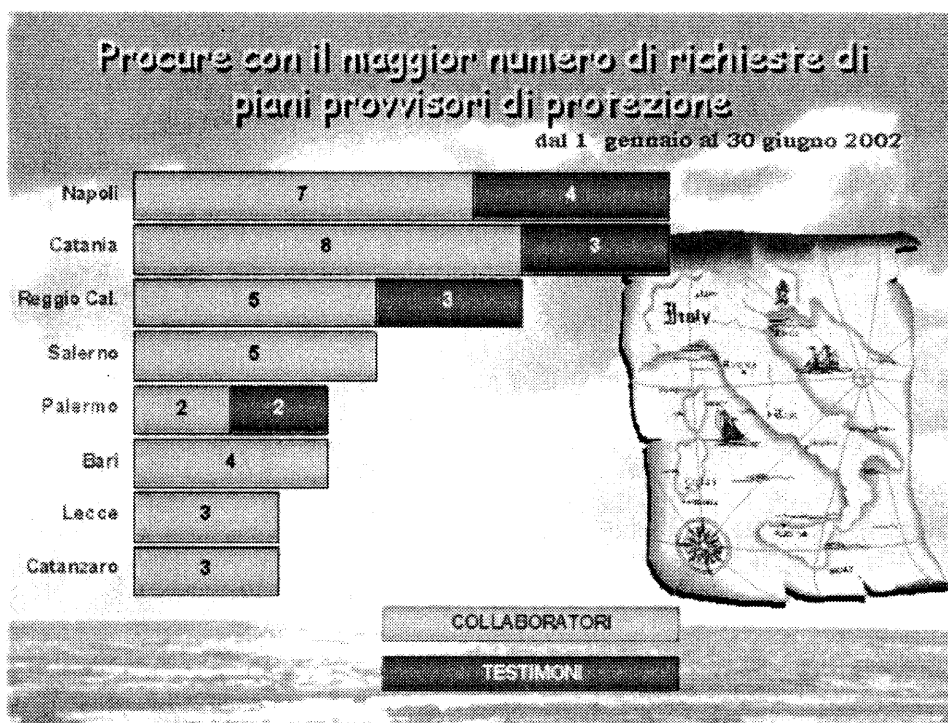 Procure con il maggior numero di richieste di
piani provvisori di protezione
dal 1 gennaio al 30 giugno 2002
Napoli 7 4
Catania 8 3
Reggio Cal. 5 3
Salerno 5
Palermo 2 2
Bari 4
Lecce 3
Catanzaro 3
Italy
COLLABORATORI
TESTIMONI